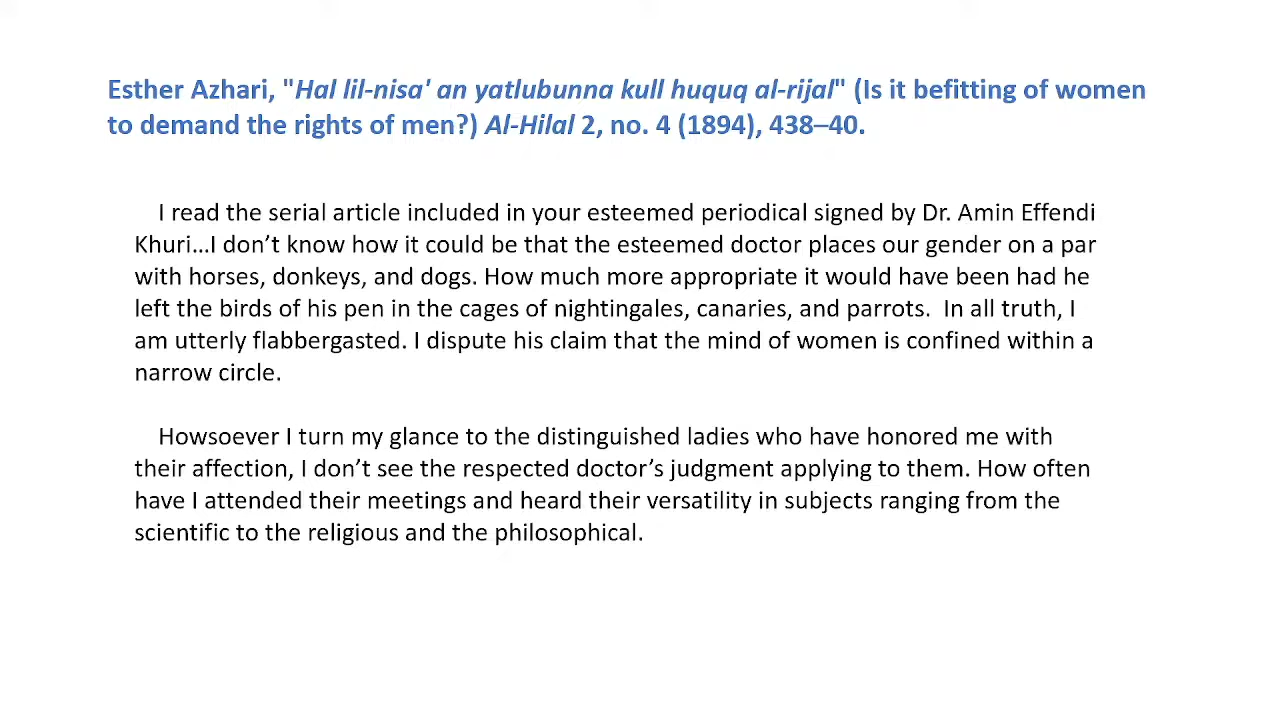 Esther Azhari, "Hal lil-nisa' an yatlubunna kull huquq al-rijal" (Is it befitting of women
to demand the rights of men?) Al-Hilal 2, no. 4 (1894), 438–40.
I read the serial article included in your esteemed periodical signed by Dr. Amin Effendi
Khuri…I don’t know how it could be that the esteemed doctor places our gender on a par
with horses, donkeys, and dogs. How much more appropriate it would have been had he
left the birds of his pen in the cages of nightingales, canaries, and parrots.  In all truth, I
am utterly flabbergasted. I dispute his claim that the mind of women is confined within a
narrow circle.
Howsoever I turn my glance to the distinguished ladies who have honored me with
their affection, I don’t see the respected doctor’s judgment applying to them. How often
have I attended their meetings and heard their versatility in subjects ranging from the
scientific to the religious and the philosophical.